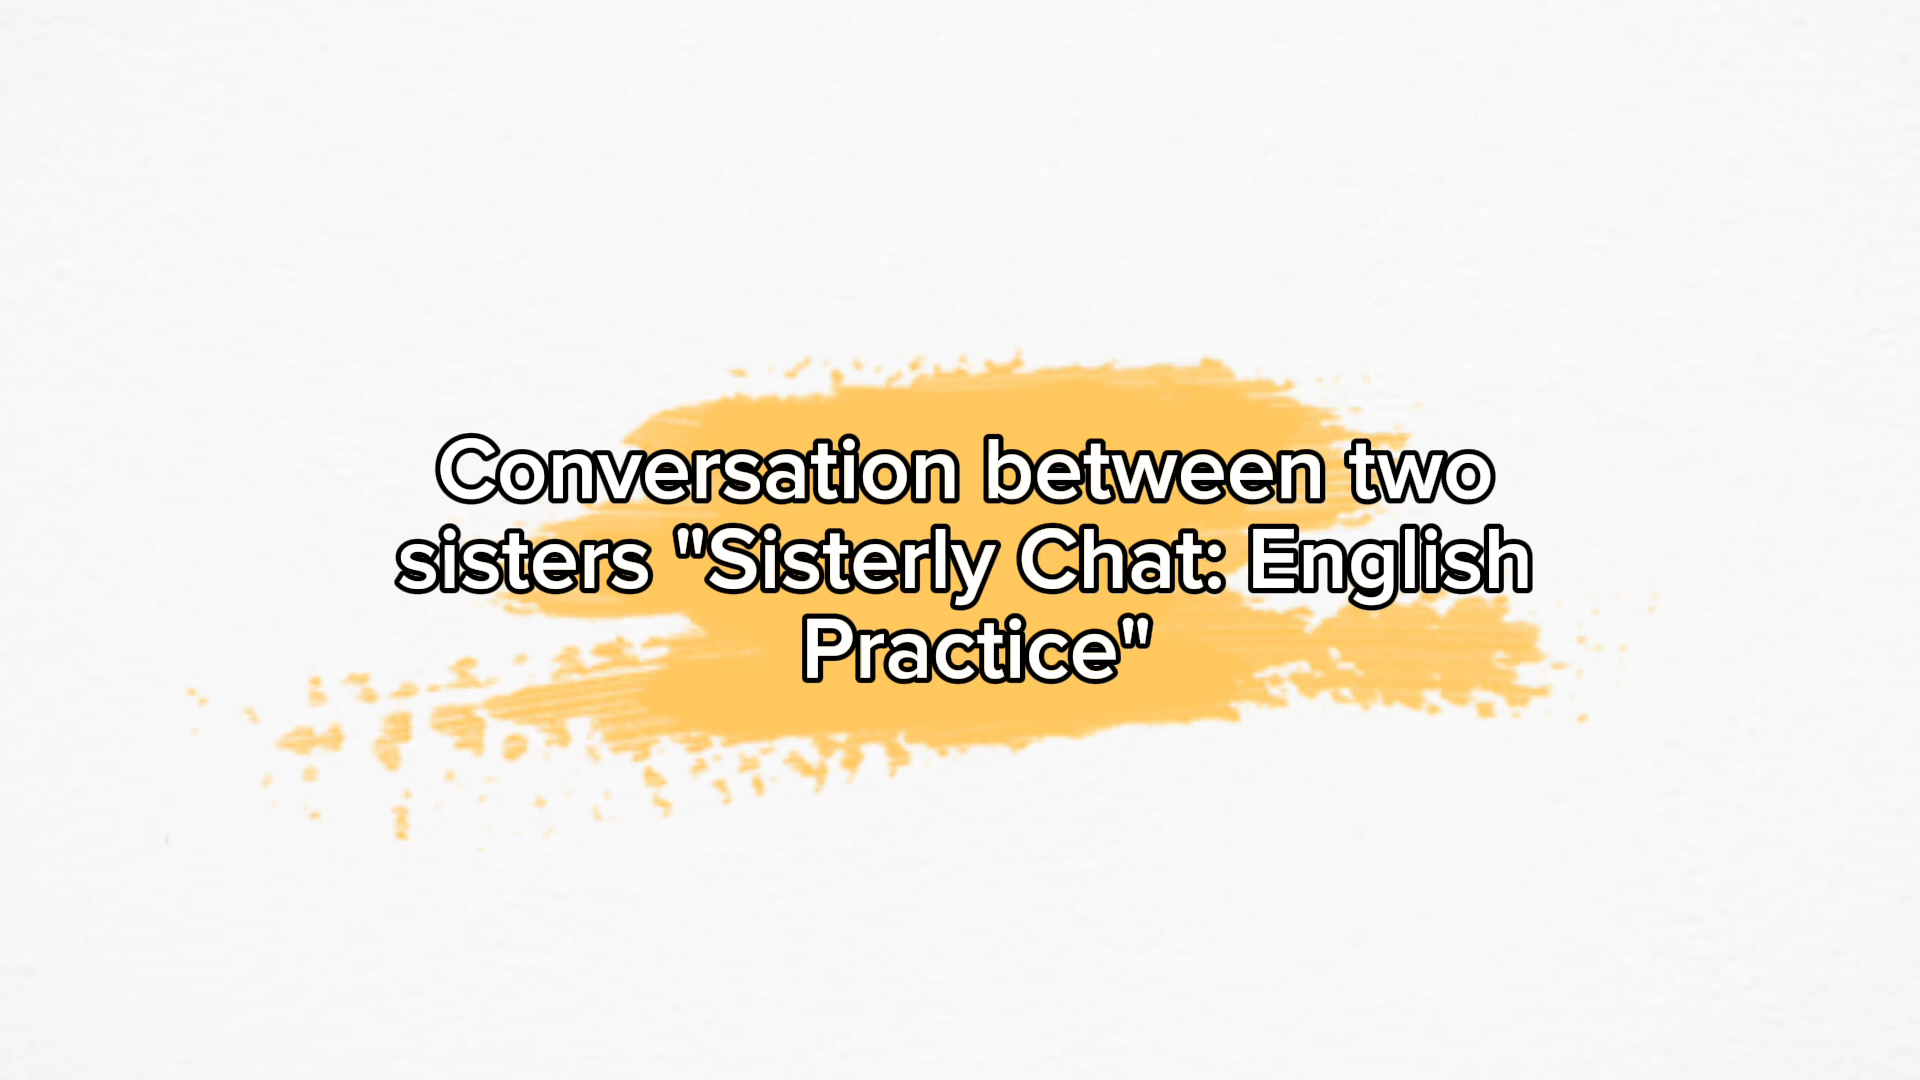 Conversation between two
sisters "Sisterly Chat: English
Practice"